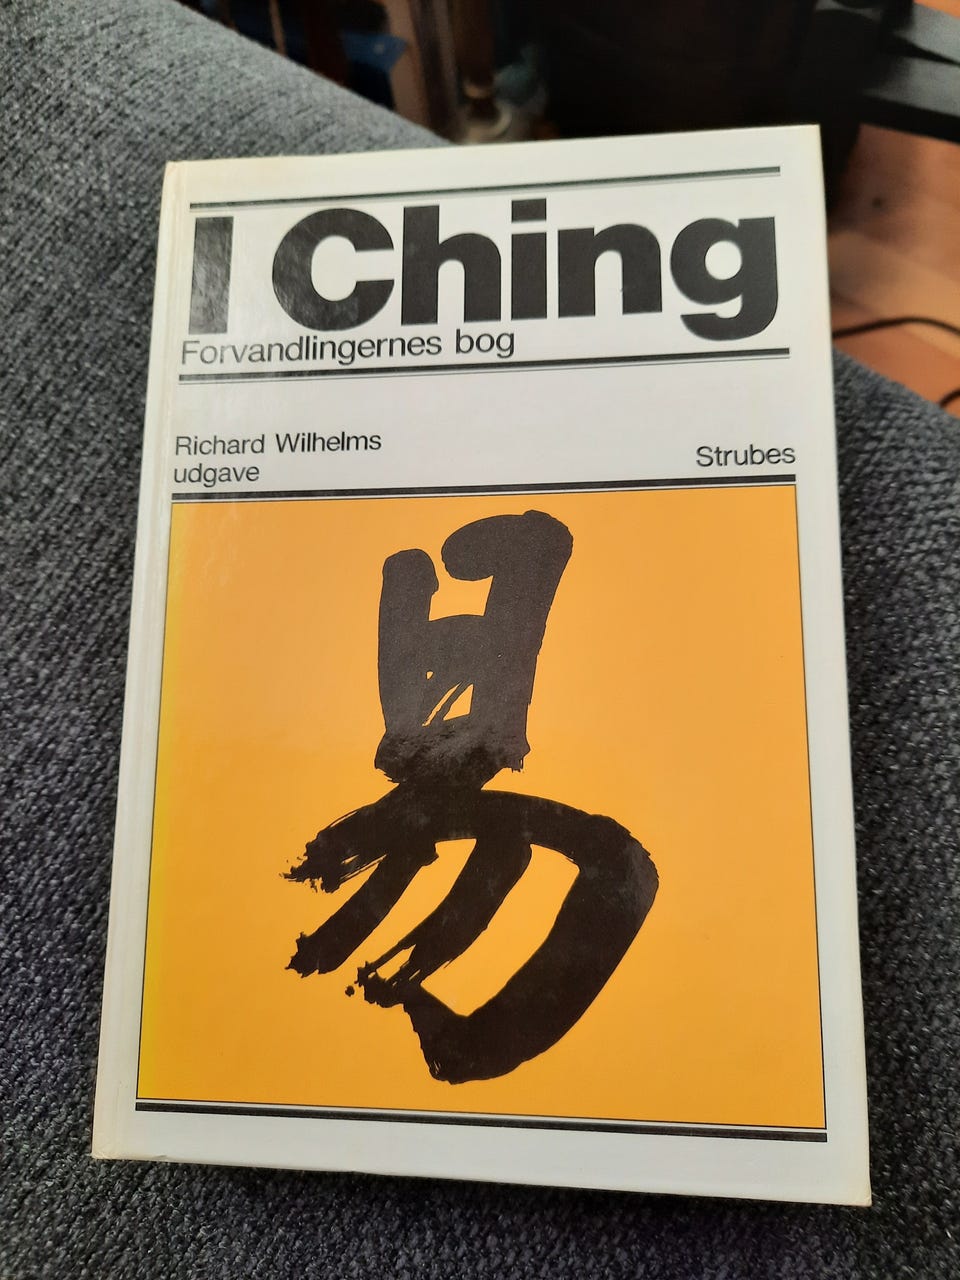 I Ching
Forvandlingernes bog
Richard Wilhelms
udgave
Strubes
易